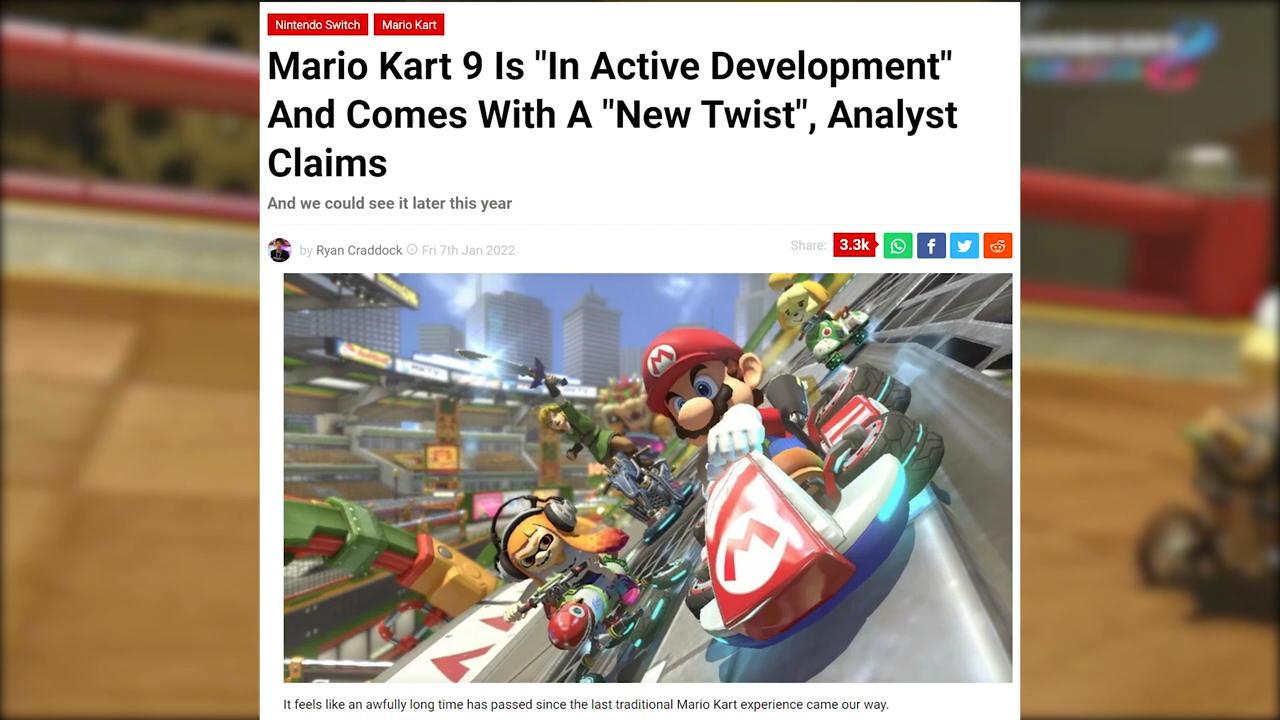 Nintendo Switch Mario Kart
Mario Kart 9 Is "In Active Development"
And Comes With A "New Twist", Analyst
Claims
And we could see it later this year
by Ryan Craddock Fri 7th Jan 2022
Share: 3.3k
It feels like an awfully long time has passed since the last traditional Mario Kart experience came our way.